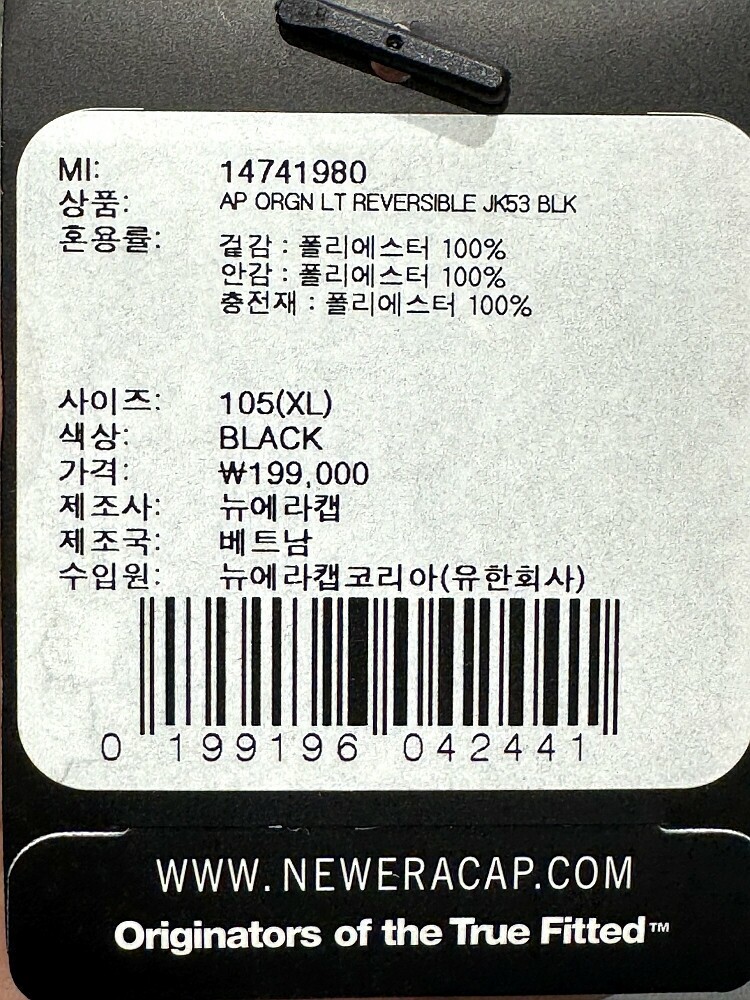 MI: 14741980
상품: AP ORGN LT REVERSIBLE JK53 BLK
혼용률: 겉감 : 폴리에스터 100%
안감 : 폴리에스터 100%
충전재 : 폴리에스터 100%
사이즈: 105(XL)
색상: BLACK
가격: ₩199,000
제조사: 뉴에라캡
제조국: 베트남
수입원: 뉴에라캡코리아(유한회사)
0 199196 042441
WWW.NEWERACAP.COM
Originators of the True Fitted™